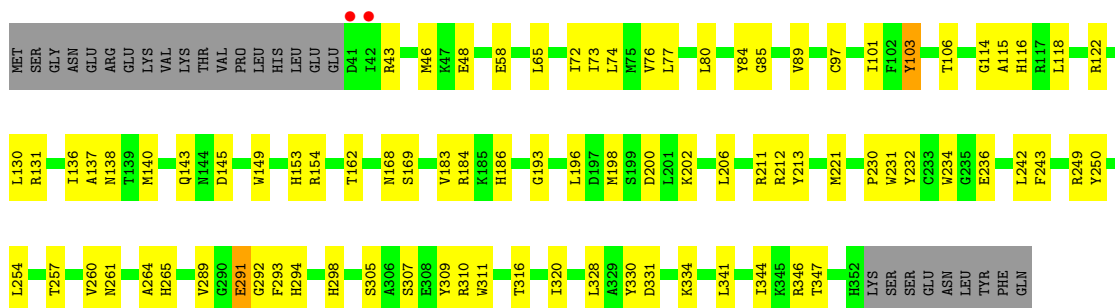 MET SER GLY ASN GLU ARG GLU LYS VAL LYS THR VAL PRO LEU HIS LEU GLU GLU D41 I42 R43 M46 K47 E48 E58 L65 I72 I73 L74 M75 V76 L77 L80 Y84 G85 V89 C97 I101 F102 Y103 T106 G114 A115 H116 R117 L118 R122
L130 R131 I136 A137 N138 T139 M140 Q143 N144 D145 W149 H153 R154 T162 N168 S169 V183 R184 K185 H186 G193 L196 D197 M198 S199 D200 L201 K202 L206 R211 R212 Y213 M221 P230 W231 Y232 C233 W234 G235 E236 L242 F243 R249 Y250
L254 T257 V260 N261 A264 H265 V289 G290 E291 G292 F293 H294 H298 S305 A306 S307 E308 Y309 R310 W311 T316 I320 L328 A329 Y330 D331 K334 L341 I344 K345 R346 T347 H352 LYS SER SER GLU ASN LEU TYR PHE GLN